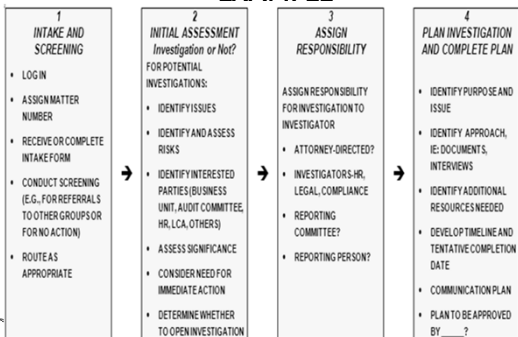 1
INTAKE AND
SCREENING
• LOG IN
• ASSIGN MATTER
NUMBER
• RECEIVE OR COMPLETE
INTAKE FORM
• CONDUCT SCREENING
(E.G., FOR REFERRALS
TO OTHER GROUPS OR
FOR NO ACTION)
• ROUTE AS
APPROPRIATE
2
INITIAL ASSESSMENT
Investigation or Not?
FOR POTENTIAL
INVESTIGATIONS:
• IDENTIFY ISSUES
• IDENTIFY AND ASSESS
RISKS
• IDENTIFY INTERESTED
PARTIES (BUSINESS
UNIT, AUDIT COMMITTEE,
HR, LCA, OTHERS)
• ASSESS SIGNIFICANCE
• CONSIDER NEED FOR
IMMEDIATE ACTION
• DETERMINE WHETHER
TO OPEN INVESTIGATION
3
ASSIGN
RESPONSIBILITY
ASSIGN RESPONSIBILITY
FOR INVESTIGATION TO
INVESTIGATOR
• ATTORNEY-DIRECTED?
• INVESTIGATORS-HR,
LEGAL, COMPLIANCE
• REPORTING
COMMITTEE?
• REPORTING PERSON?
4
PLAN INVESTIGATION
AND COMPLETE PLAN
• IDENTIFY PURPOSE AND
ISSUE
• IDENTIFY APPROACH,
IE: DOCUMENTS,
INTERVIEWS
• IDENTIFY ADDITIONAL
RESOURCES NEEDED
• DEVELOP TIMELINE AND
TENTATIVE COMPLETION
DATE
• COMMUNICATION PLAN
• PLAN TO BE APPROVED
BY _____?